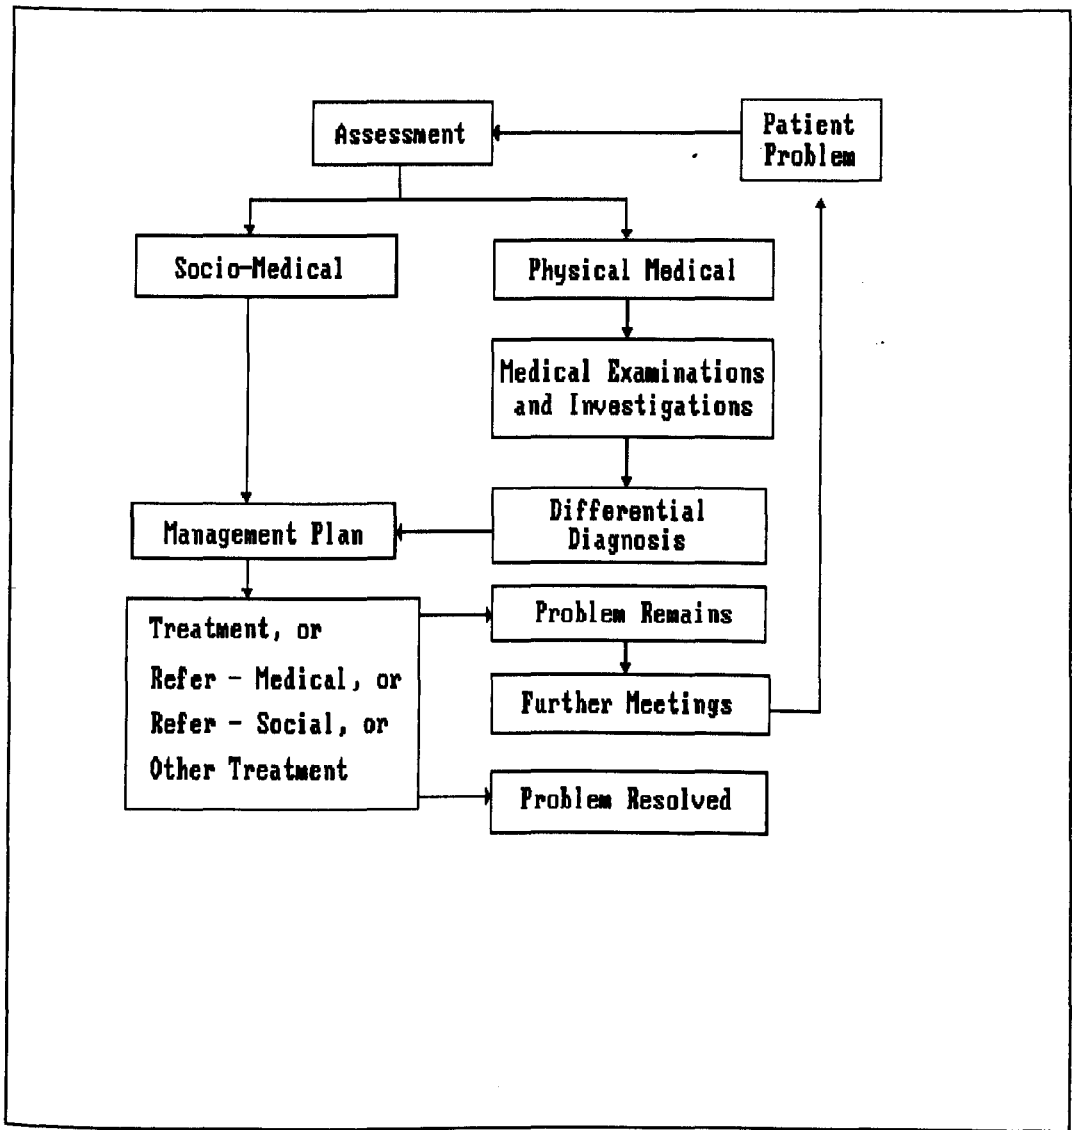 Assessment
Patient
Problem
Socio-Medical
Physical Medical
Medical Examinations
and Investigations
Differential
Diagnosis
Management Plan
Treatment, or
Refer - Medical, or
Refer - Social, or
Other Treatment
Problem Remains
Further Meetings
Problem Resolved